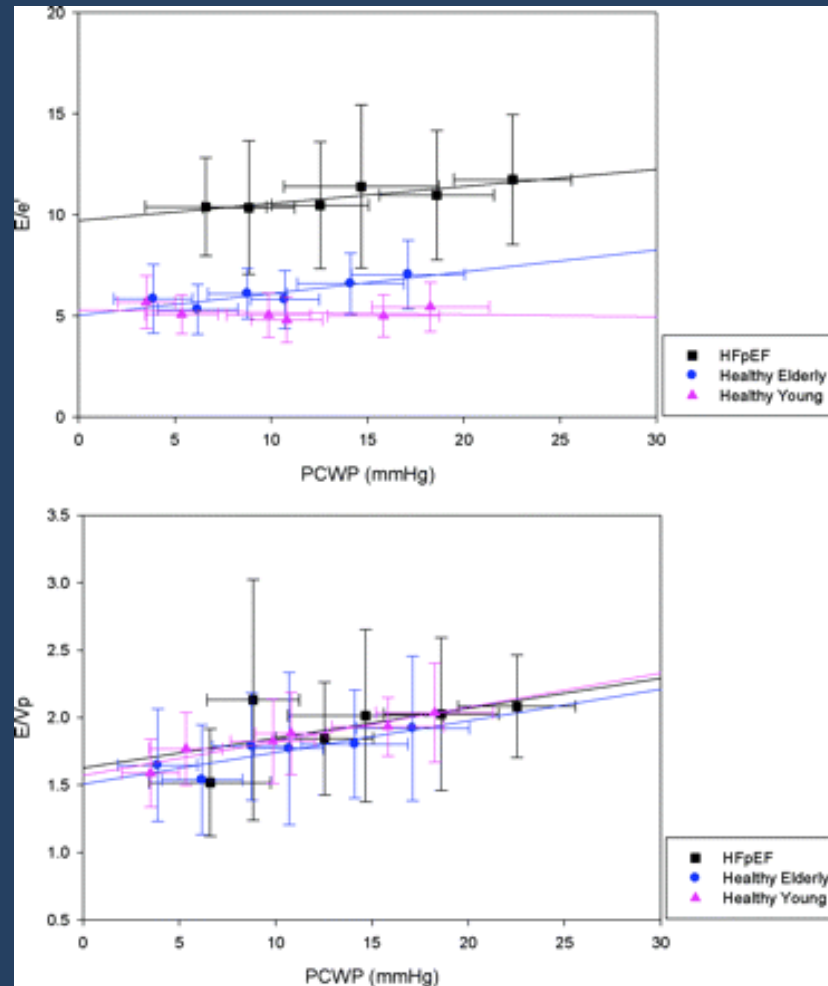 20
15
E/e'
10
5
0
0 5 10 15 20 25 30
PCWP (mmHg)
HFpEF
Healthy Elderly
Healthy Young
3.5
3.0
2.5
E/Vp
2.0
1.5
1.0
0.5
0 5 10 15 20 25 30
PCWP (mmHg)
HFpEF
Healthy Elderly
Healthy Young